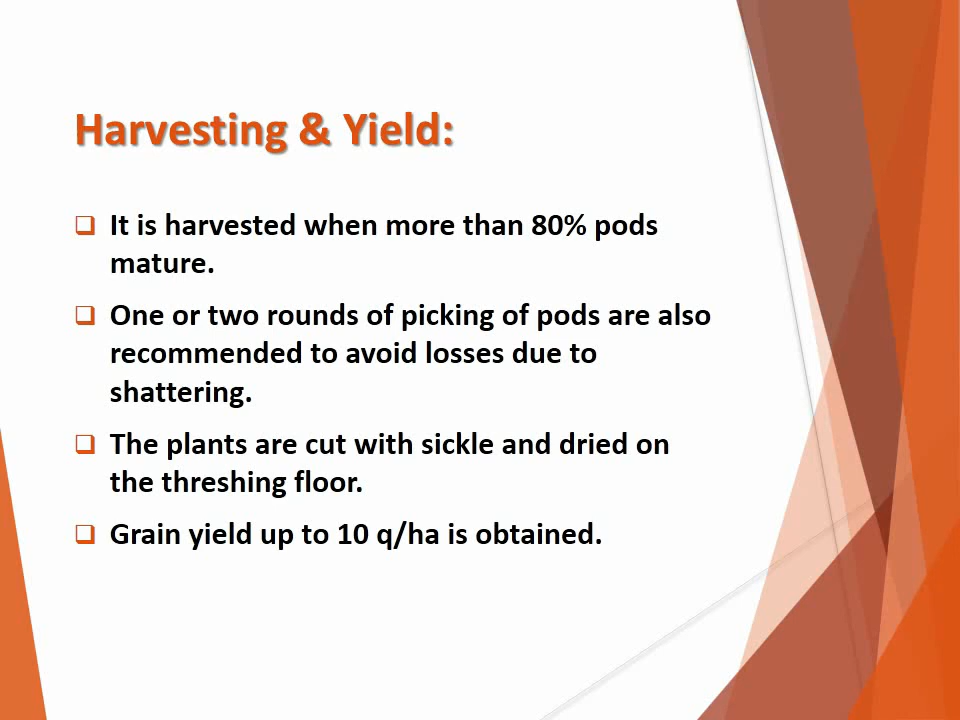 Harvesting & Yield:
It is harvested when more than 80% pods
mature.
One or two rounds of picking of pods are also
recommended to avoid losses due to
shattering.
The plants are cut with sickle and dried on
the threshing floor.
Grain yield up to 10 q/ha is obtained.